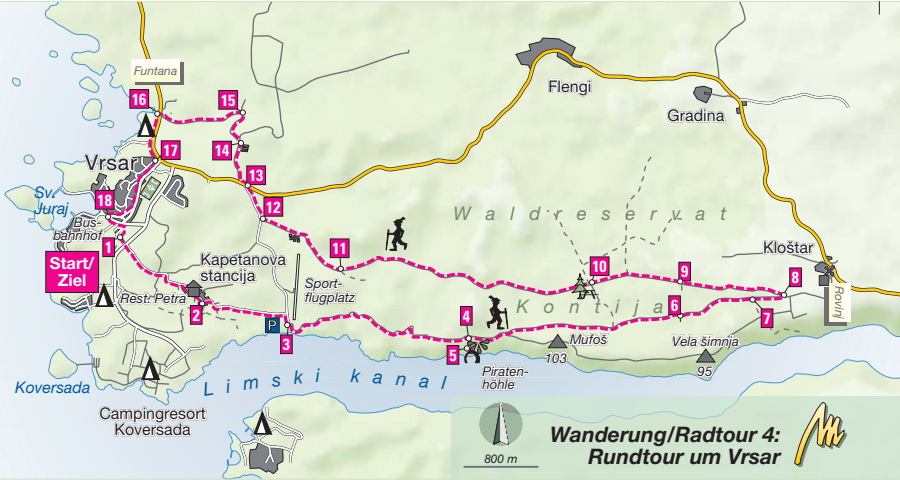 Funtana
16
15
Flengi
Gradina
14
17
Vrsar
13
18
Sv.
Juraj
12
Waldreservat
Bus-
bahnhof
1
11
Kloštar
Start/
Ziel
Kapetanova
stancija
10
9
8
Sport-
flugplatz
Rest. Petra
2
Kontija
6
7
Rovinj
P
3
4
5
Mufoš
103
Vela šimnja
95
Piraten-
höhle
Koversada
Limski kanal
Campingresort
Koversada
800 m
Wanderung/Radtour 4:
Rundtour um Vrsar